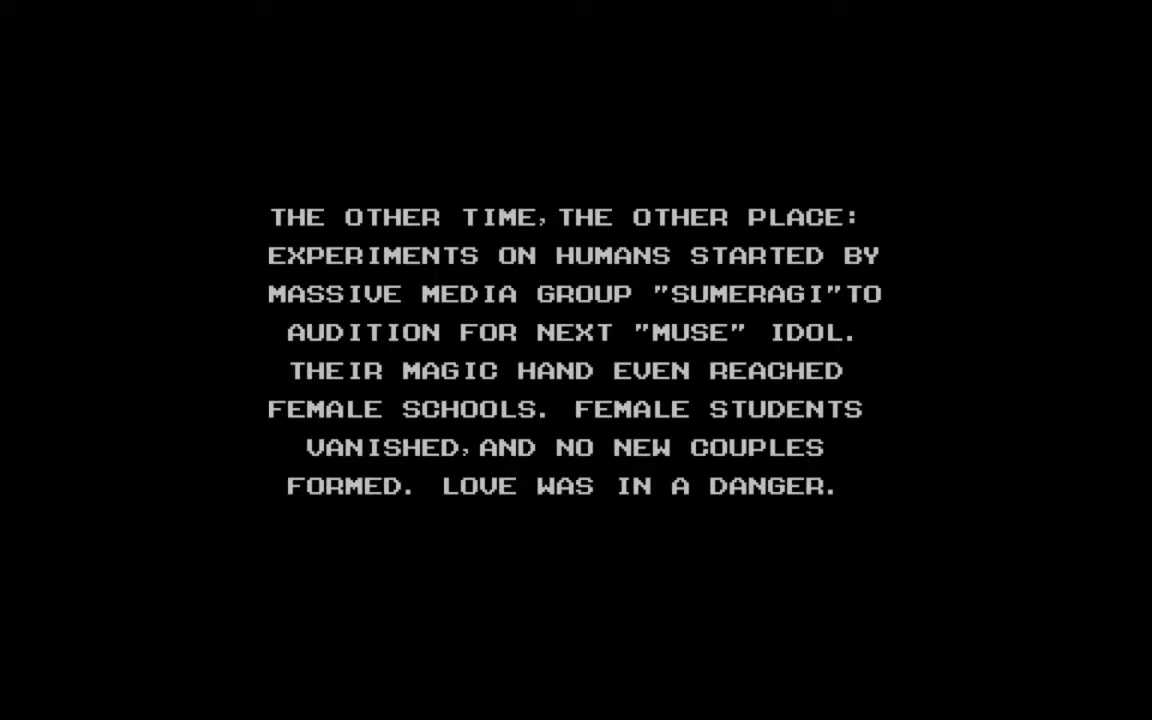 THE OTHER TIME,THE OTHER PLACE:
EXPERIMENTS ON HUMANS STARTED BY
MASSIVE MEDIA GROUP "SUMERAGI"TO
AUDITION FOR NEXT "MUSE" IDOL.
THEIR MAGIC HAND EVEN REACHED
FEMALE SCHOOLS. FEMALE STUDENTS
VANISHED,AND NO NEW COUPLES
FORMED. LOVE WAS IN A DANGER.